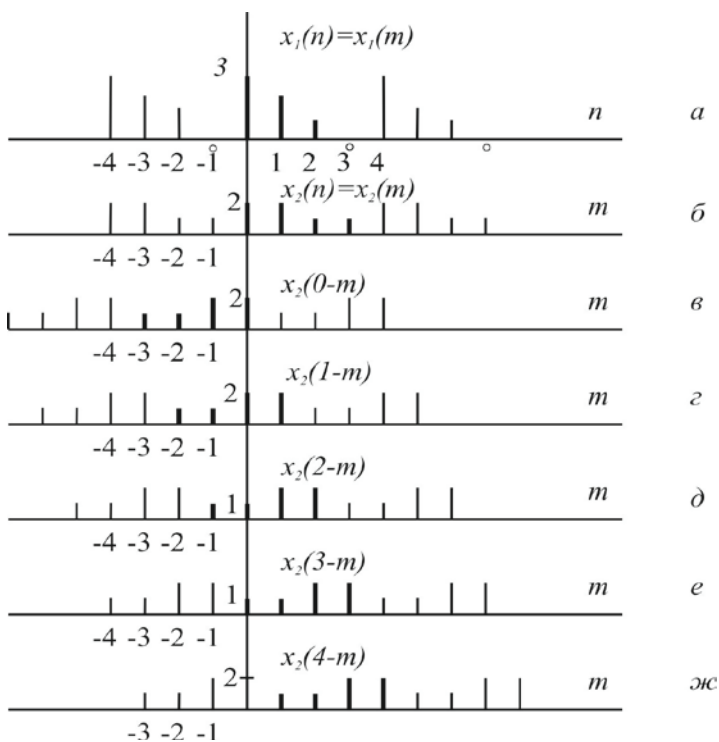 x₁(n)=x₁(m)
3
n а
-4 -3 -2 -1 1 2 3 4
x₂(n)=x₂(m)
2
m б
-4 -3 -2 -1
x₂(0-m)
2
m в
-4 -3 -2 -1
x₂(1-m)
2
m г
-4 -3 -2 -1
x₂(2-m)
1
m д
-4 -3 -2 -1
x₂(3-m)
1
m е
-4 -3 -2 -1
x₂(4-m)
2
m ж
-3 -2 -1